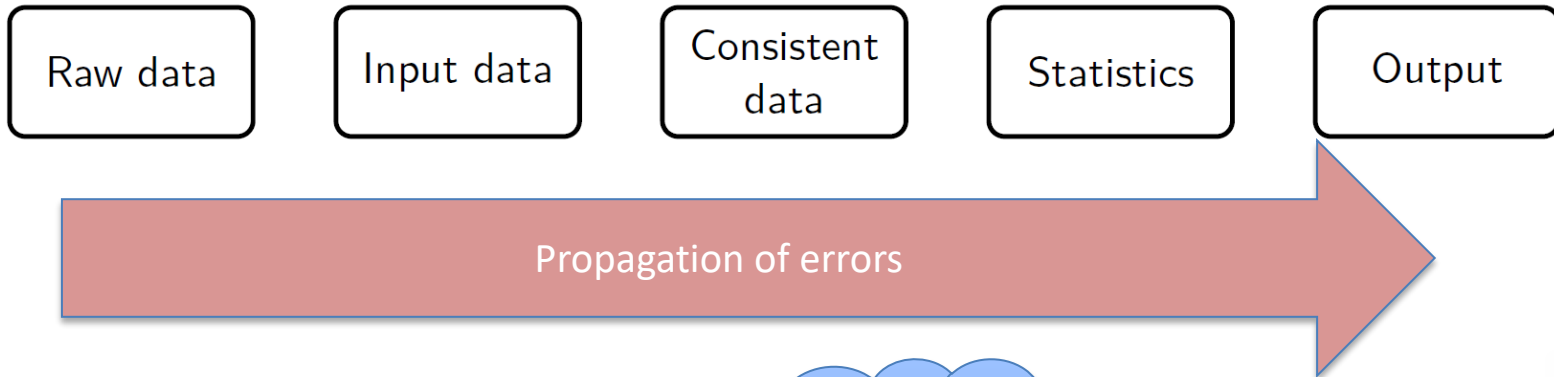 Raw data
Input data
Consistent
data
Statistics
Output
Propagation of errors